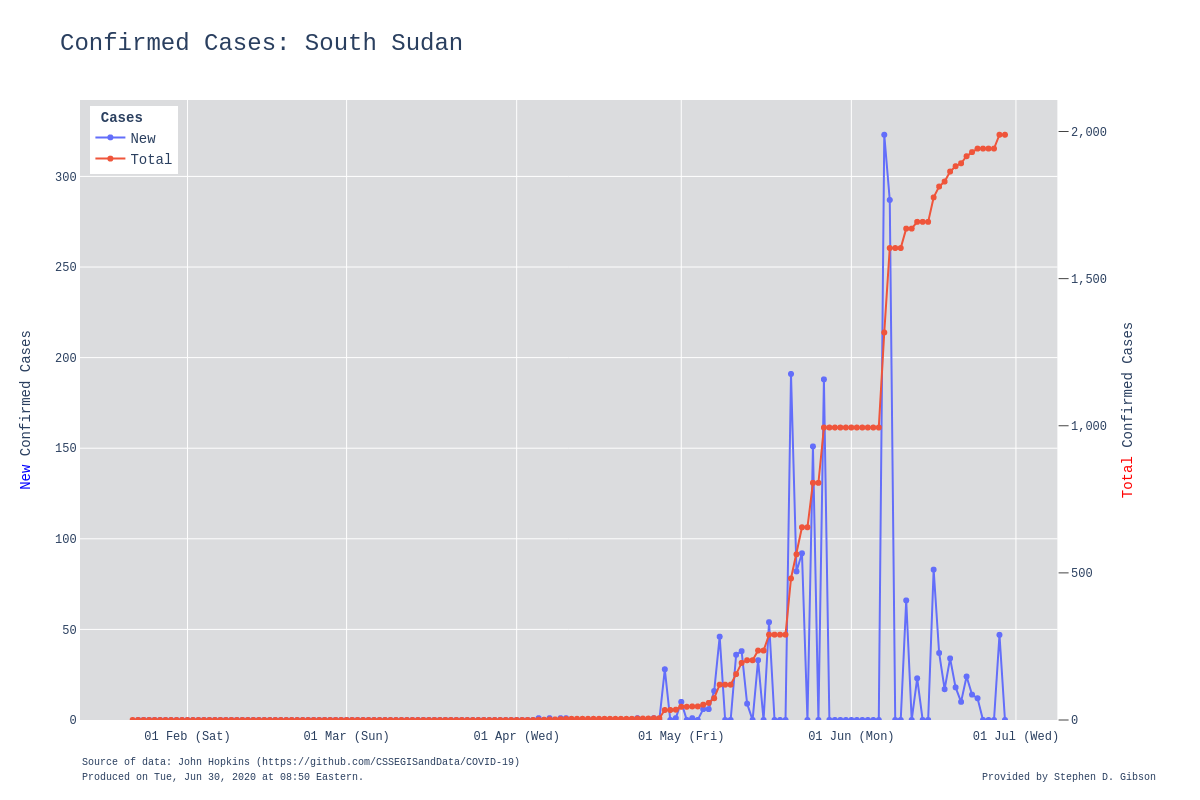 Confirmed Cases: South Sudan
Cases
New
Total
300
250
200
150
100
50
0
2,000
1,500
1,000
500
0
New Confirmed Cases
Total Confirmed Cases
01 Feb (Sat)
01 Mar (Sun)
01 Apr (Wed)
01 May (Fri)
01 Jun (Mon)
01 Jul (Wed)
Source of data: John Hopkins (https://github.com/CSSEGISandData/COVID-19)
Produced on Tue, Jun 30, 2020 at 08:50 Eastern.
Provided by Stephen D. Gibson